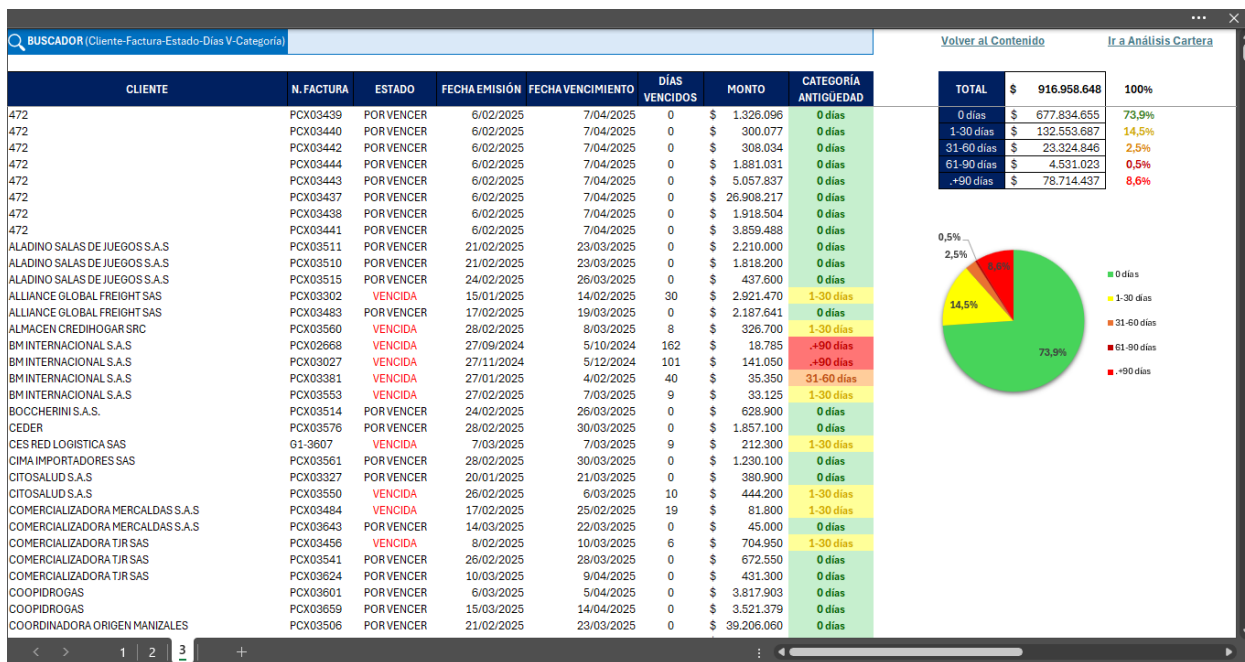 BUSCADOR (Cliente-Factura-Estado-Días V-Categoría)
Volver al Contenido Ir a Análisis Cartera
CLIENTE N. FACTURA ESTADO FECHA EMISIÓN FECHA VENCIMIENTO DÍAS VENCIDOS MONTO CATEGORÍA ANTIGÜEDAD
472 PCX03439 POR VENCER 6/02/2025 7/04/2025 0 $ 1.326.096 0 días
472 PCX03440 POR VENCER 6/02/2025 7/04/2025 0 $ 300.077 0 días
472 PCX03442 POR VENCER 6/02/2025 7/04/2025 0 $ 308.034 0 días
472 PCX03444 POR VENCER 6/02/2025 7/04/2025 0 $ 1.881.031 0 días
472 PCX03443 POR VENCER 6/02/2025 7/04/2025 0 $ 5.057.837 0 días
472 PCX03437 POR VENCER 6/02/2025 7/04/2025 0 $ 26.908.217 0 días
472 PCX03438 POR VENCER 6/02/2025 7/04/2025 0 $ 1.918.504 0 días
472 PCX03441 POR VENCER 6/02/2025 7/04/2025 0 $ 3.859.488 0 días
ALADINO SALAS DE JUEGOS S.A.S PCX03511 POR VENCER 21/02/2025 23/03/2025 0 $ 2.210.000 0 días
ALADINO SALAS DE JUEGOS S.A.S PCX03510 POR VENCER 21/02/2025 23/03/2025 0 $ 1.818.200 0 días
ALADINO SALAS DE JUEGOS S.A.S PCX03515 POR VENCER 24/02/2025 26/03/2025 0 $ 437.600 0 días
ALLIANCE GLOBAL FREIGHT SAS PCX03302 VENCIDA 15/01/2025 14/02/2025 30 $ 2.921.470 1-30 días
ALLIANCE GLOBAL FREIGHT SAS PCX03483 POR VENCER 17/02/2025 19/03/2025 0 $ 2.187.641 0 días
ALMACEN CREDIHOGAR SRC PCX03560 VENCIDA 28/02/2025 8/03/2025 8 $ 326.700 1-30 días
BM INTERNACIONAL S.A.S PCX02668 VENCIDA 27/09/2024 5/10/2024 162 $ 18.785 .+90 días
BM INTERNACIONAL S.A.S PCX03027 VENCIDA 27/11/2024 5/12/2024 101 $ 141.050 .+90 días
BM INTERNACIONAL S.A.S PCX03381 VENCIDA 27/01/2025 4/02/2025 40 $ 35.350 31-60 días
BM INTERNACIONAL S.A.S PCX03553 VENCIDA 27/02/2025 7/03/2025 9 $ 33.125 1-30 días
BOCCHERINI S.A.S. PCX03514 POR VENCER 24/02/2025 26/03/2025 0 $ 628.900 0 días
CEDER PCX03576 POR VENCER 28/02/2025 30/03/2025 0 $ 1.857.100 0 días
CES RED LOGISTICA SAS G1-3607 VENCIDA 7/03/2025 7/03/2025 9 $ 212.300 1-30 días
CIMA IMPORTADORES SAS PCX03561 POR VENCER 28/02/2025 30/03/2025 0 $ 1.230.100 0 días
CITOSALUD S.A.S PCX03327 POR VENCER 20/01/2025 21/03/2025 0 $ 380.900 0 días
CITOSALUD S.A.S PCX03550 VENCIDA 26/02/2025 6/03/2025 10 $ 444.200 1-30 días
COMERCIALIZADORA MERCALDAS S.A.S PCX03484 VENCIDA 17/02/2025 25/02/2025 19 $ 81.800 1-30 días
COMERCIALIZADORA MERCALDAS S.A.S PCX03643 POR VENCER 14/03/2025 22/03/2025 0 $ 45.000 0 días
COMERCIALIZADORA TJR SAS PCX03456 VENCIDA 8/02/2025 10/03/2025 6 $ 704.950 1-30 días
COMERCIALIZADORA TJR SAS PCX03541 POR VENCER 26/02/2025 28/03/2025 0 $ 672.550 0 días
COMERCIALIZADORA TJR SAS PCX03624 POR VENCER 10/03/2025 9/04/2025 0 $ 431.300 0 días
COOPIDROGAS PCX03601 POR VENCER 6/03/2025 5/04/2025 0 $ 3.817.903 0 días
COOPIDROGAS PCX03659 POR VENCER 15/03/2025 14/04/2025 0 $ 3.521.379 0 días
COORDINADORA ORIGEN MANIZALES PCX03506 POR VENCER 21/02/2025 23/03/2025 0 $ 39.206.060 0 días
TOTAL $ 916.958.648 100%
0 días $ 677.834.655 73,9%
1-30 días $ 132.553.687 14,5%
31-60 días $ 23.324.846 2,5%
61-90 días $ 4.531.023 0,5%
.+90 días $ 78.714.437 8,6%
0,5%
2,5%
8,6%
14,5%
73,9%
0 días
1-30 días
31-60 días
61-90 días
.+90 días
1 2 3